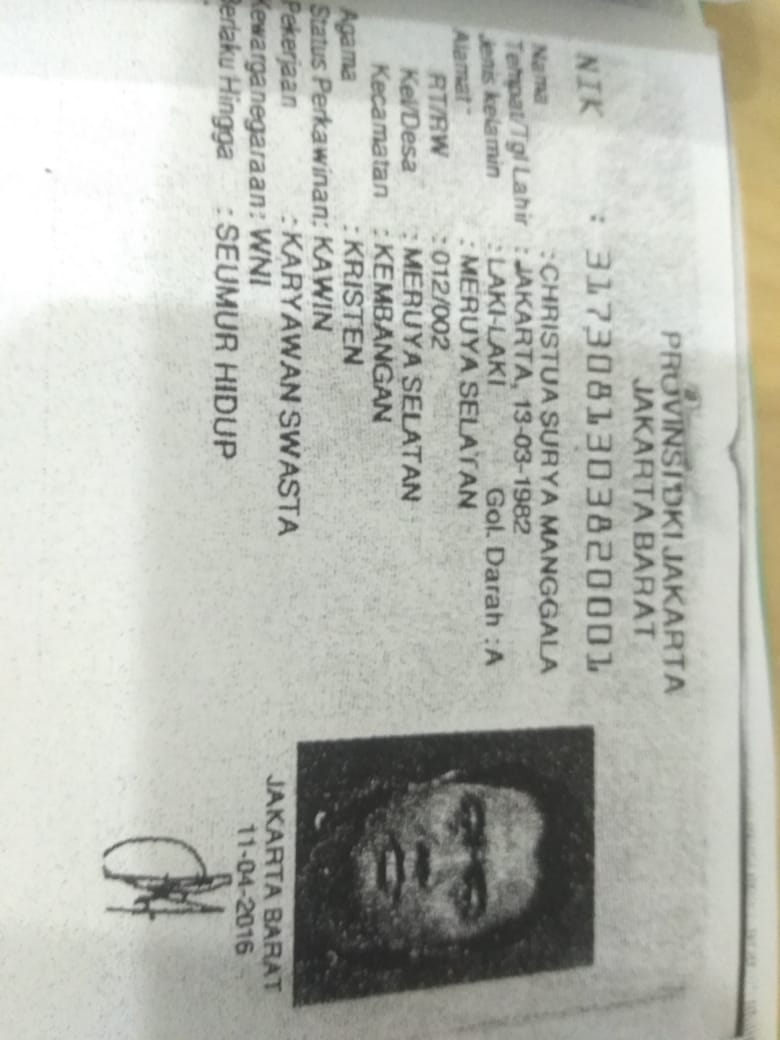 PROVINSI DKI JAKARTA
JAKARTA BARAT
NIK : 3173081303820001
Nama : CHRISTUA SURYA MANGGALA
Tempat/Tgl Lahir : JAKARTA, 13-03-1982
Jenis kelamin : LAKI-LAKI Gol. Darah : A
Alamat : MERUYA SELATAN
RT/RW : 012/002
Kel/Desa : MERUYA SELATAN
Kecamatan : KEMBANGAN
Agama : KRISTEN
Status Perkawinan: KAWIN
Pekerjaan : KARYAWAN SWASTA
Kewarganegaraan: WNI
Berlaku Hingga : SEUMUR HIDUP
JAKARTA BARAT
11-04-2016